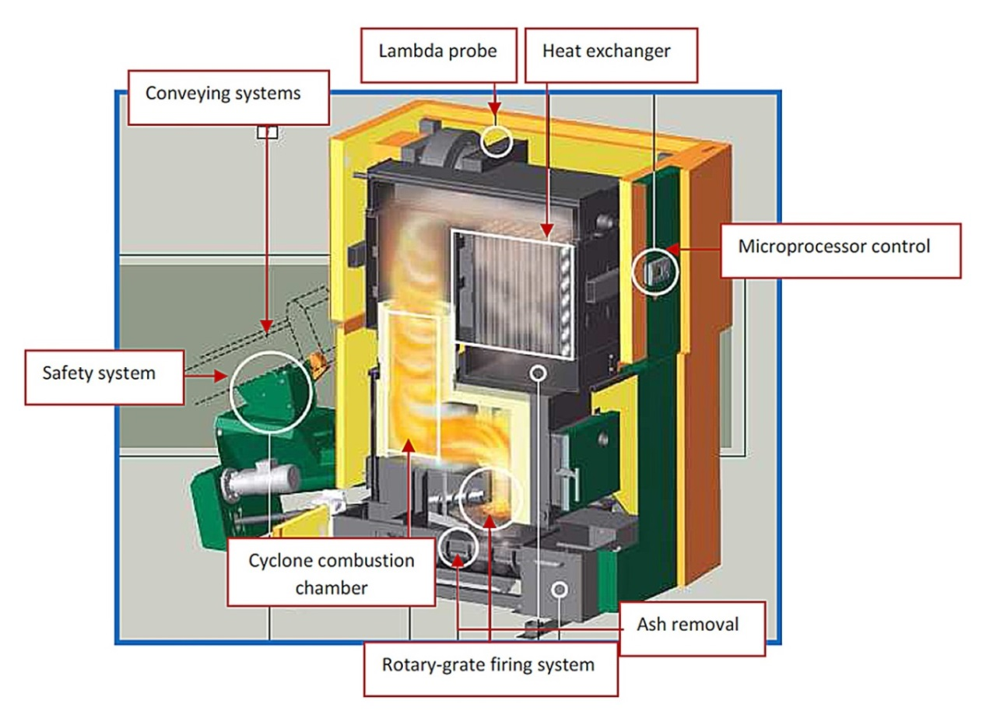 Lambda probe
Heat exchanger
Conveying systems
Microprocessor control
Safety system
Cyclone combustion
chamber
Ash removal
Rotary-grate firing system